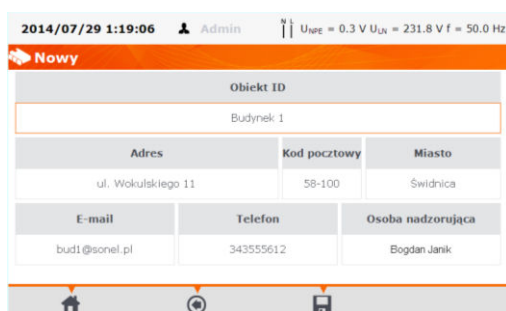 2014/07/29 1:19:06 Admin N L U_NPE = 0.3 V U_LN = 231.8 V f = 50.0 Hz
Nowy
Obiekt ID
Budynek 1
Adres Kod pocztowy Miasto
ul. Wokulskiego 11 58-100 Świdnica
E-mail Telefon Osoba nadzorująca
bud1@sonel.pl 343555612 Bogdan Janik